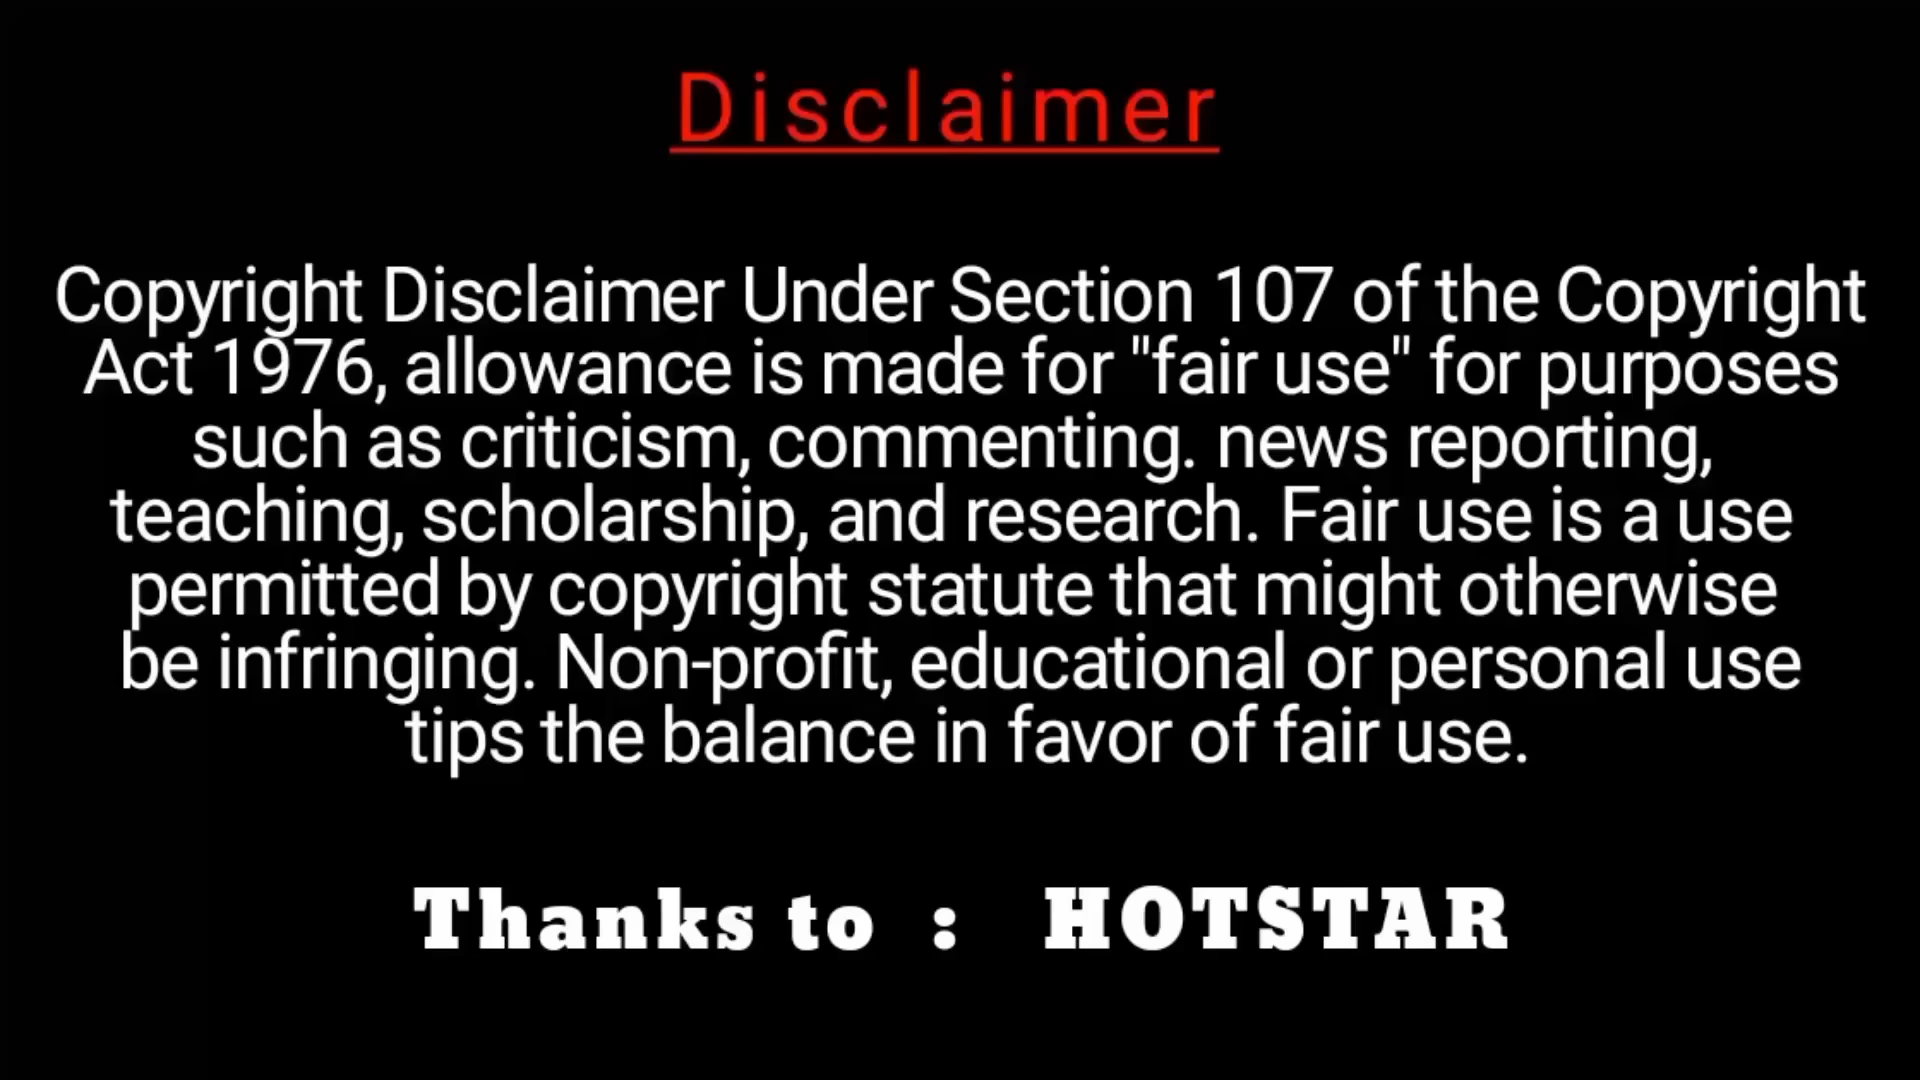 Disclaimer
Copyright Disclaimer Under Section 107 of the Copyright
Act 1976, allowance is made for "fair use" for purposes
such as criticism, commenting. news reporting,
teaching, scholarship, and research. Fair use is a use
permitted by copyright statute that might otherwise
be infringing. Non-profit, educational or personal use
tips the balance in favor of fair use.
Thanks to : HOTSTAR